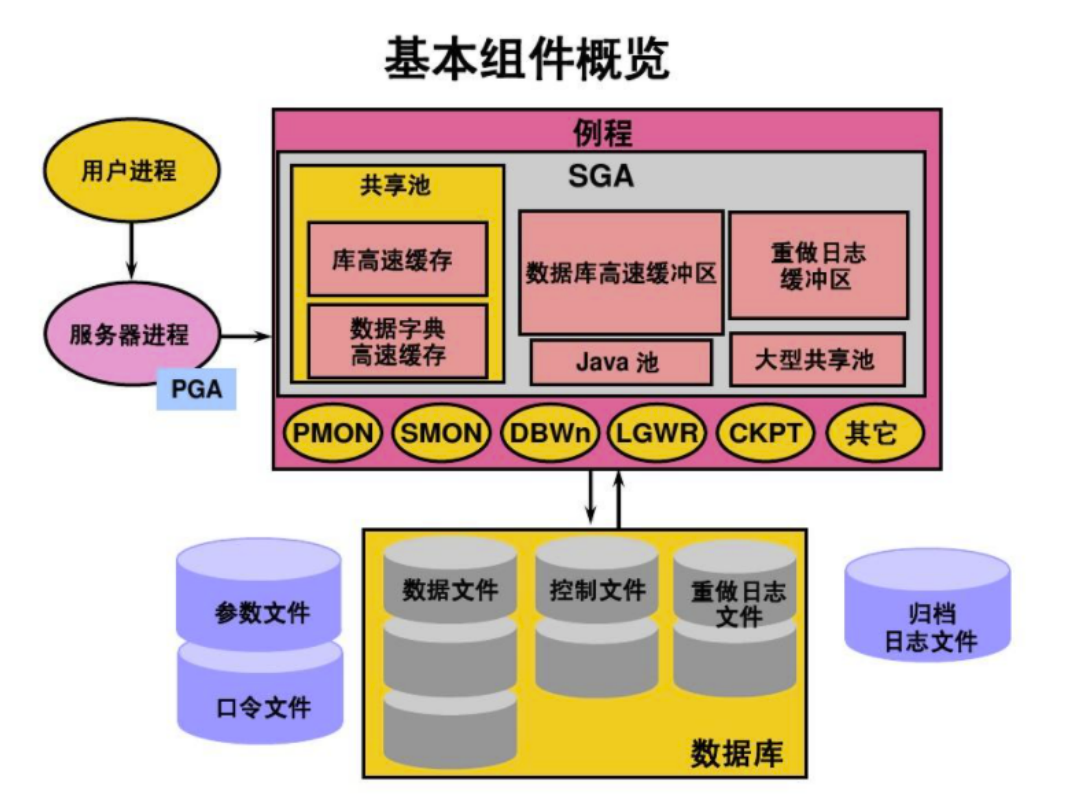 基本组件概览
用户进程
服务器进程
PGA
例程
SGA
共享池
库高速缓存
数据字典
高速缓存
数据库高速缓冲区
重做日志
缓冲区
Java 池
大型共享池
PMON
SMON
DBWn
LGWR
CKPT
其它
参数文件
口令文件
数据文件
控制文件
重做日志
文件
数据库
归档
日志文件